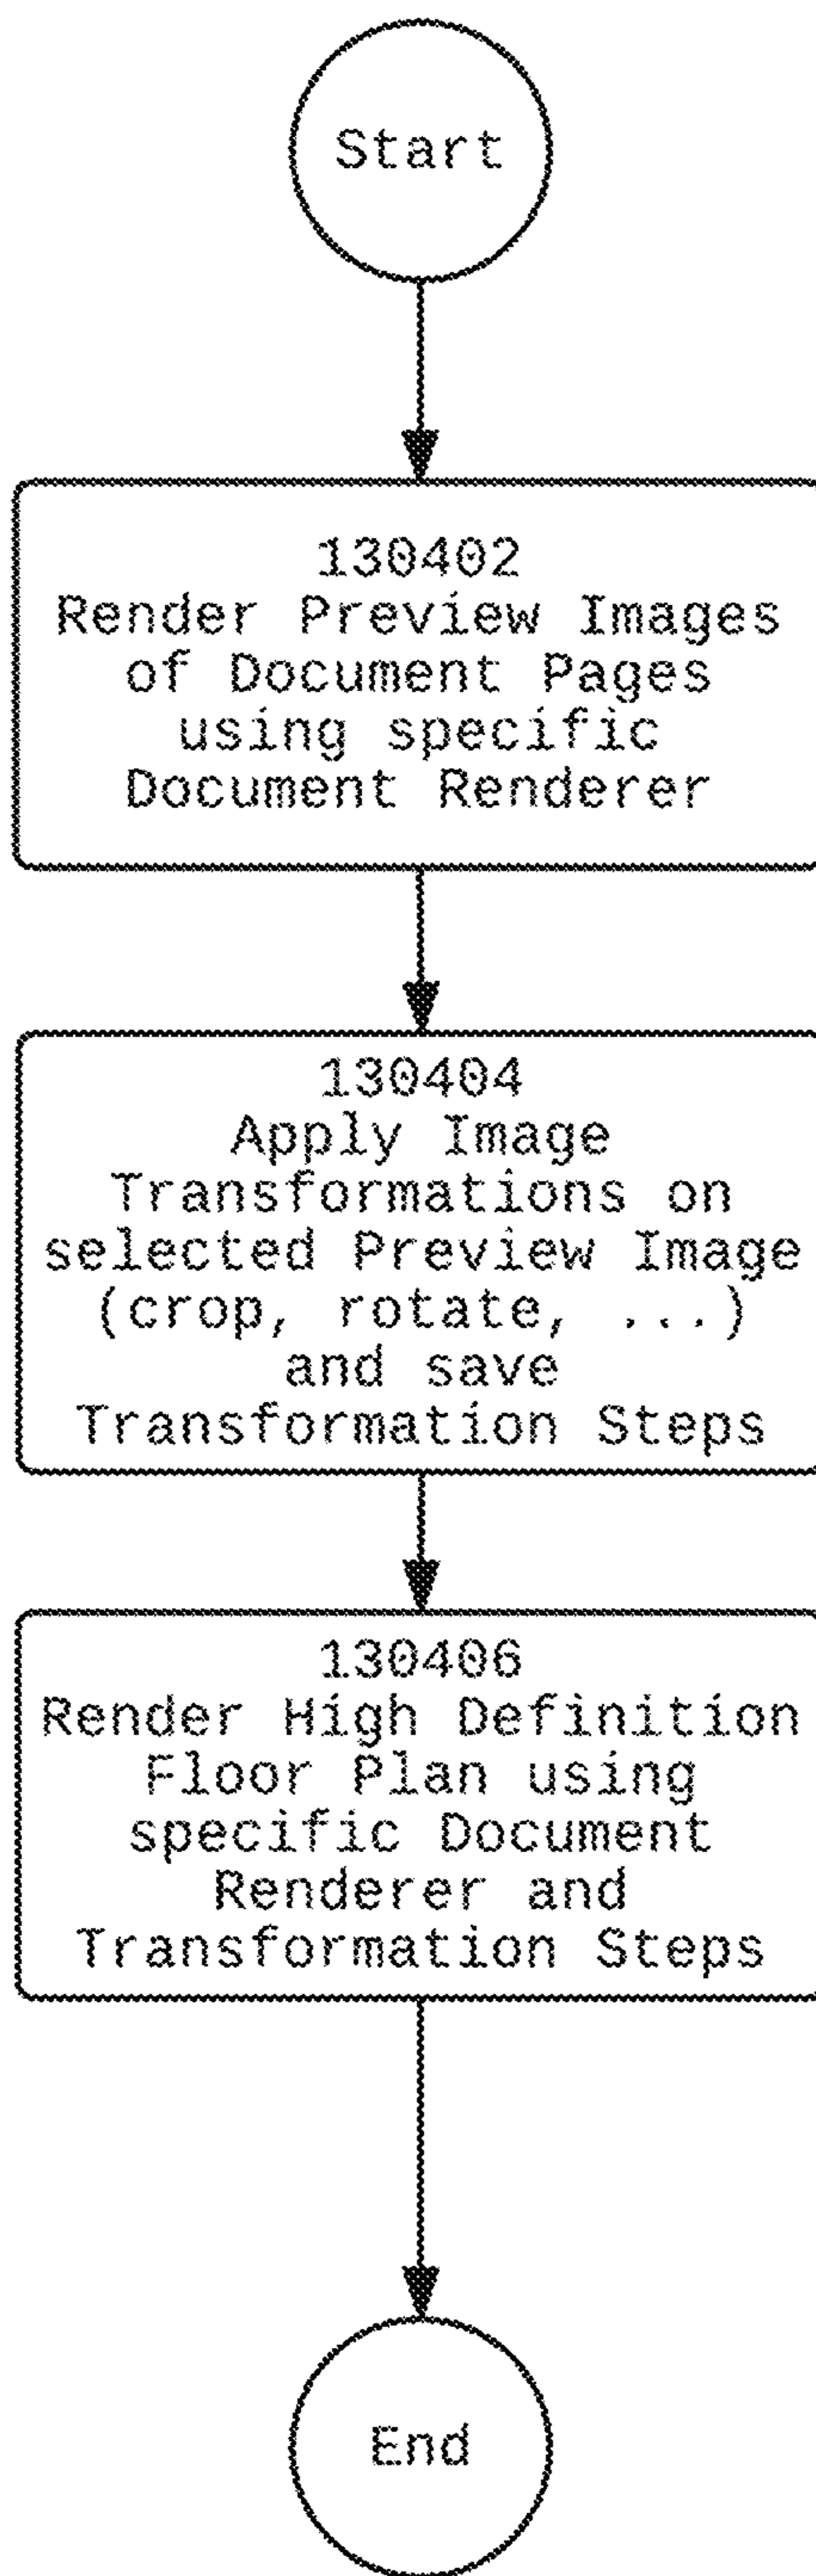 Start
130402
Render Preview Images
of Document Pages
using specific
Document Renderer
130404
Apply Image
Transformations on
selected Preview Image
(crop, rotate, ...)
and save
Transformation Steps
130406
Render High Definition
Floor Plan using
specific Document
Renderer and
Transformation Steps
End